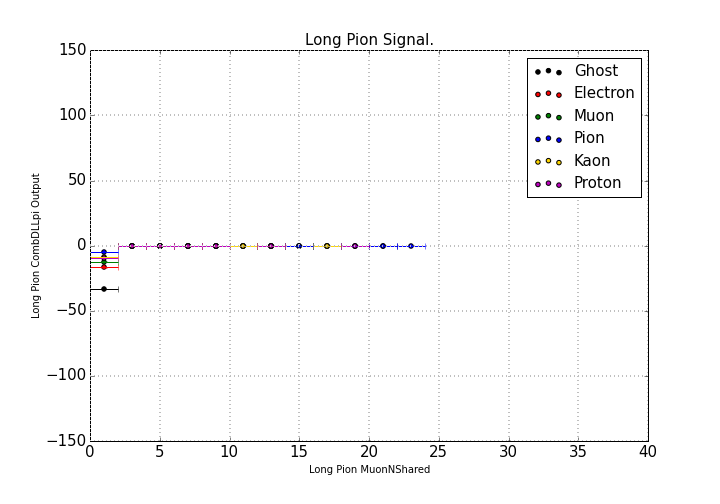 Long Pion Signal.
150
100
50
0
−50
−100
−150
Long Pion CombDLLpi Output
Ghost
Electron
Muon
Pion
Kaon
Proton
0 5 10 15 20 25 30 35 40
Long Pion MuonNShared